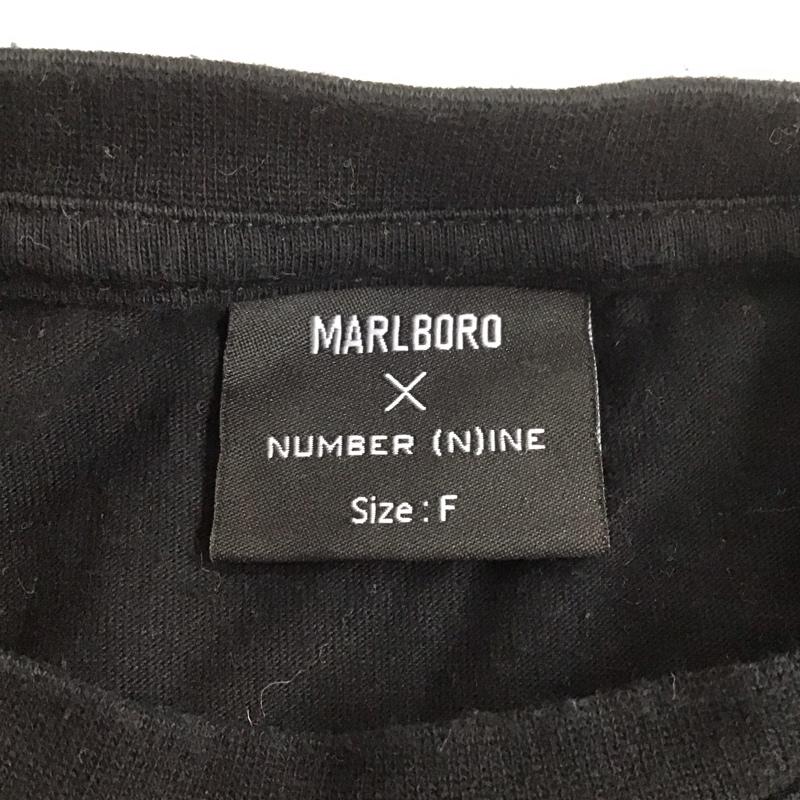 MARLBORO
×
NUMBER (N)INE
Size : F